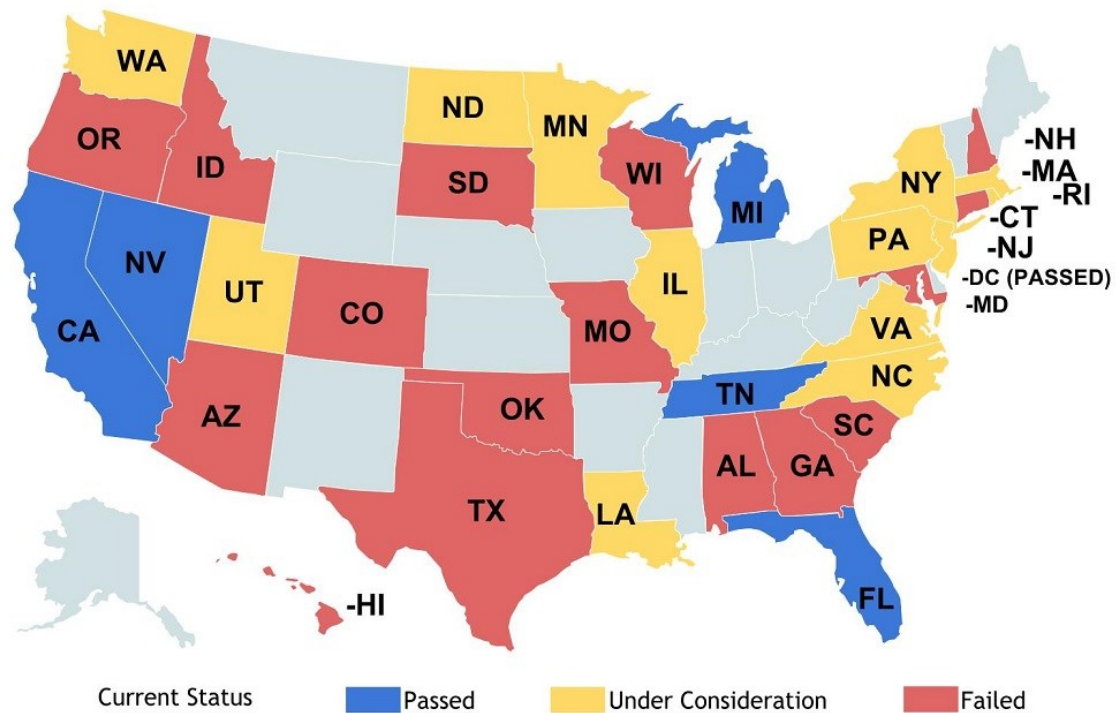 WA
ND
MN
OR
ID
SD
WI
MI
NY
-NH
-MA
-RI
-CT
-NJ
PA
NV
UT
CO
IL
-DC (PASSED)
-MD
CA
MO
VA
NC
TN
AZ
OK
SC
AL
GA
TX
LA
FL
-HI
Current Status
Passed
Under Consideration
Failed